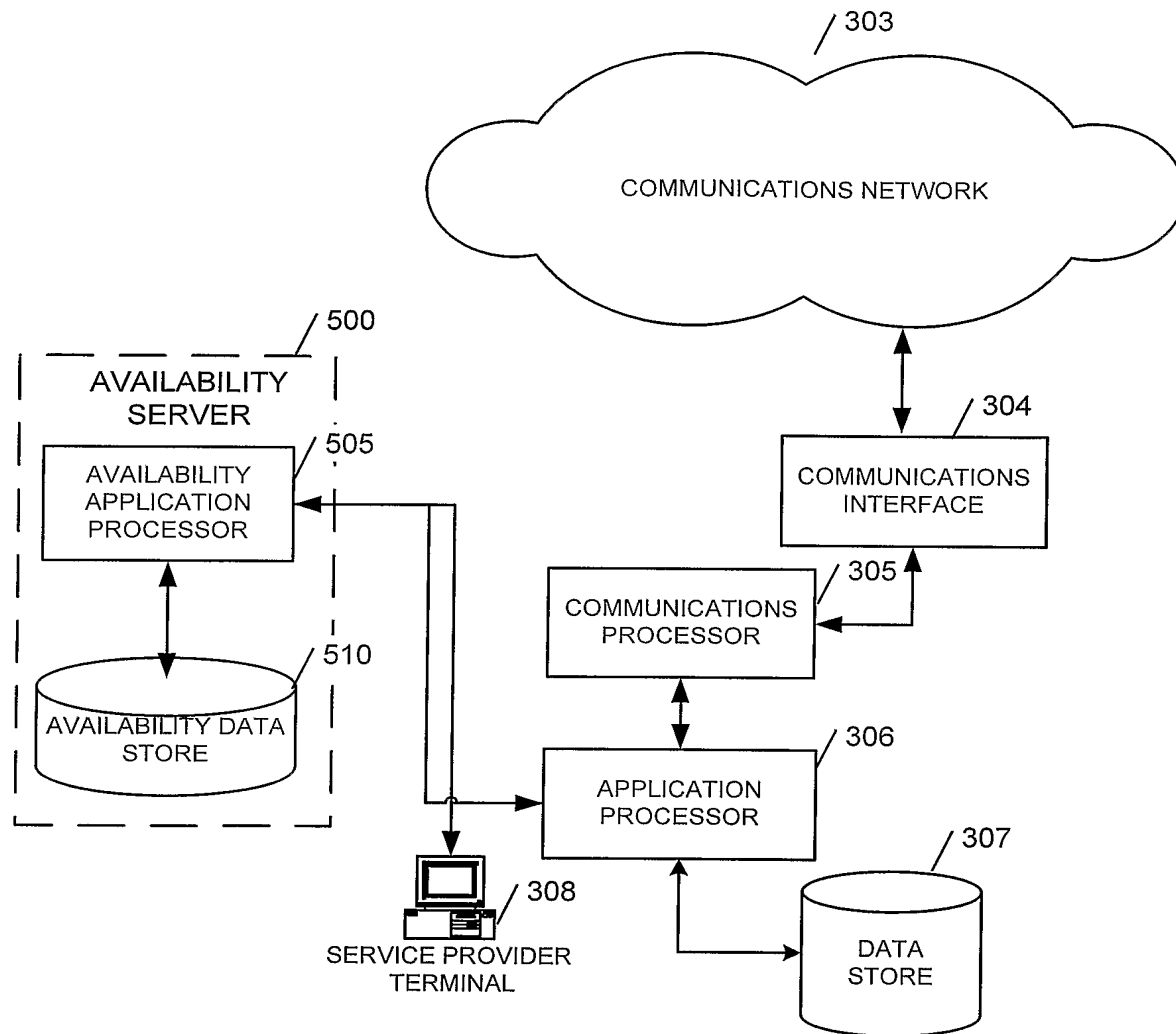 303
COMMUNICATIONS NETWORK
500
AVAILABILITY
SERVER
505
AVAILABILITY
APPLICATION
PROCESSOR
510
AVAILABILITY DATA
STORE
304
COMMUNICATIONS
INTERFACE
305
COMMUNICATIONS
PROCESSOR
306
APPLICATION
PROCESSOR
307
DATA
STORE
308
SERVICE PROVIDER
TERMINAL